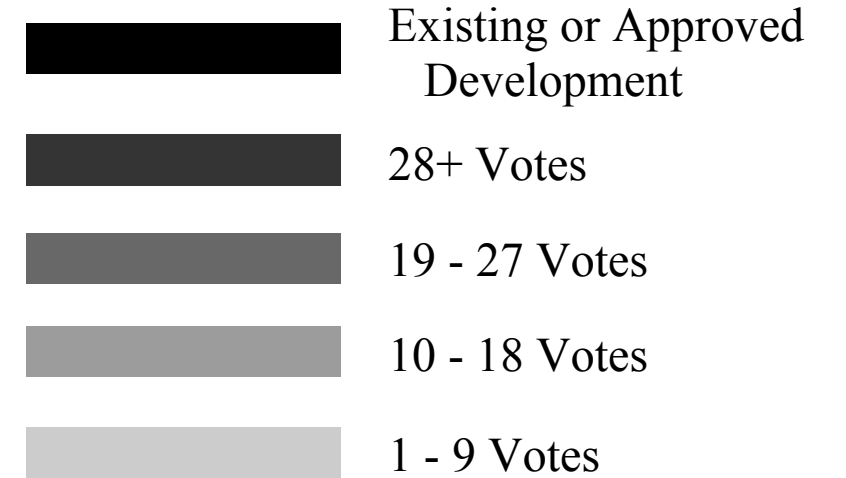 Existing or Approved
Development
28+ Votes
19 - 27 Votes
10 - 18 Votes
1 - 9 Votes